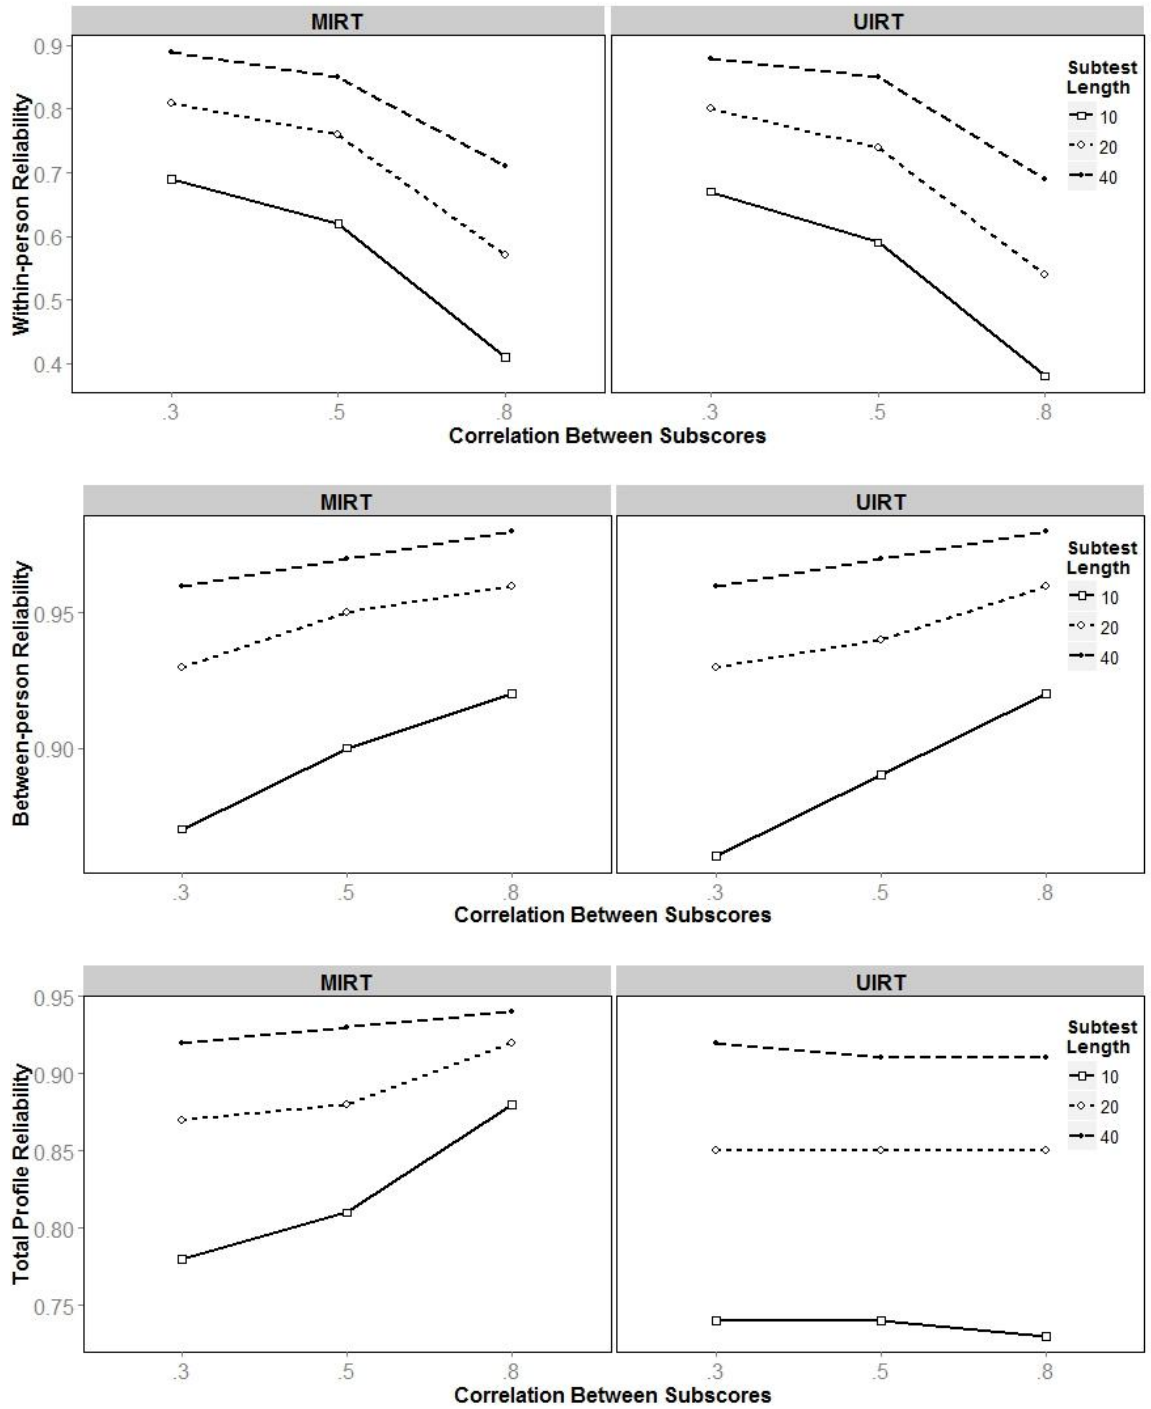 MIRT UIRT
0.9
0.8
0.7
0.6
0.5
0.4
Within-person Reliability
Subtest
Length
10
20
40
.3 .5 .8 .3 .5 .8
Correlation Between Subscores
MIRT UIRT
0.95
0.90
Between-person Reliability
Subtest
Length
10
20
40
.3 .5 .8 .3 .5 .8
Correlation Between Subscores
MIRT UIRT
0.95
0.90
0.85
0.80
0.75
Total Profile Reliability
Subtest
Length
10
20
40
.3 .5 .8 .3 .5 .8
Correlation Between Subscores